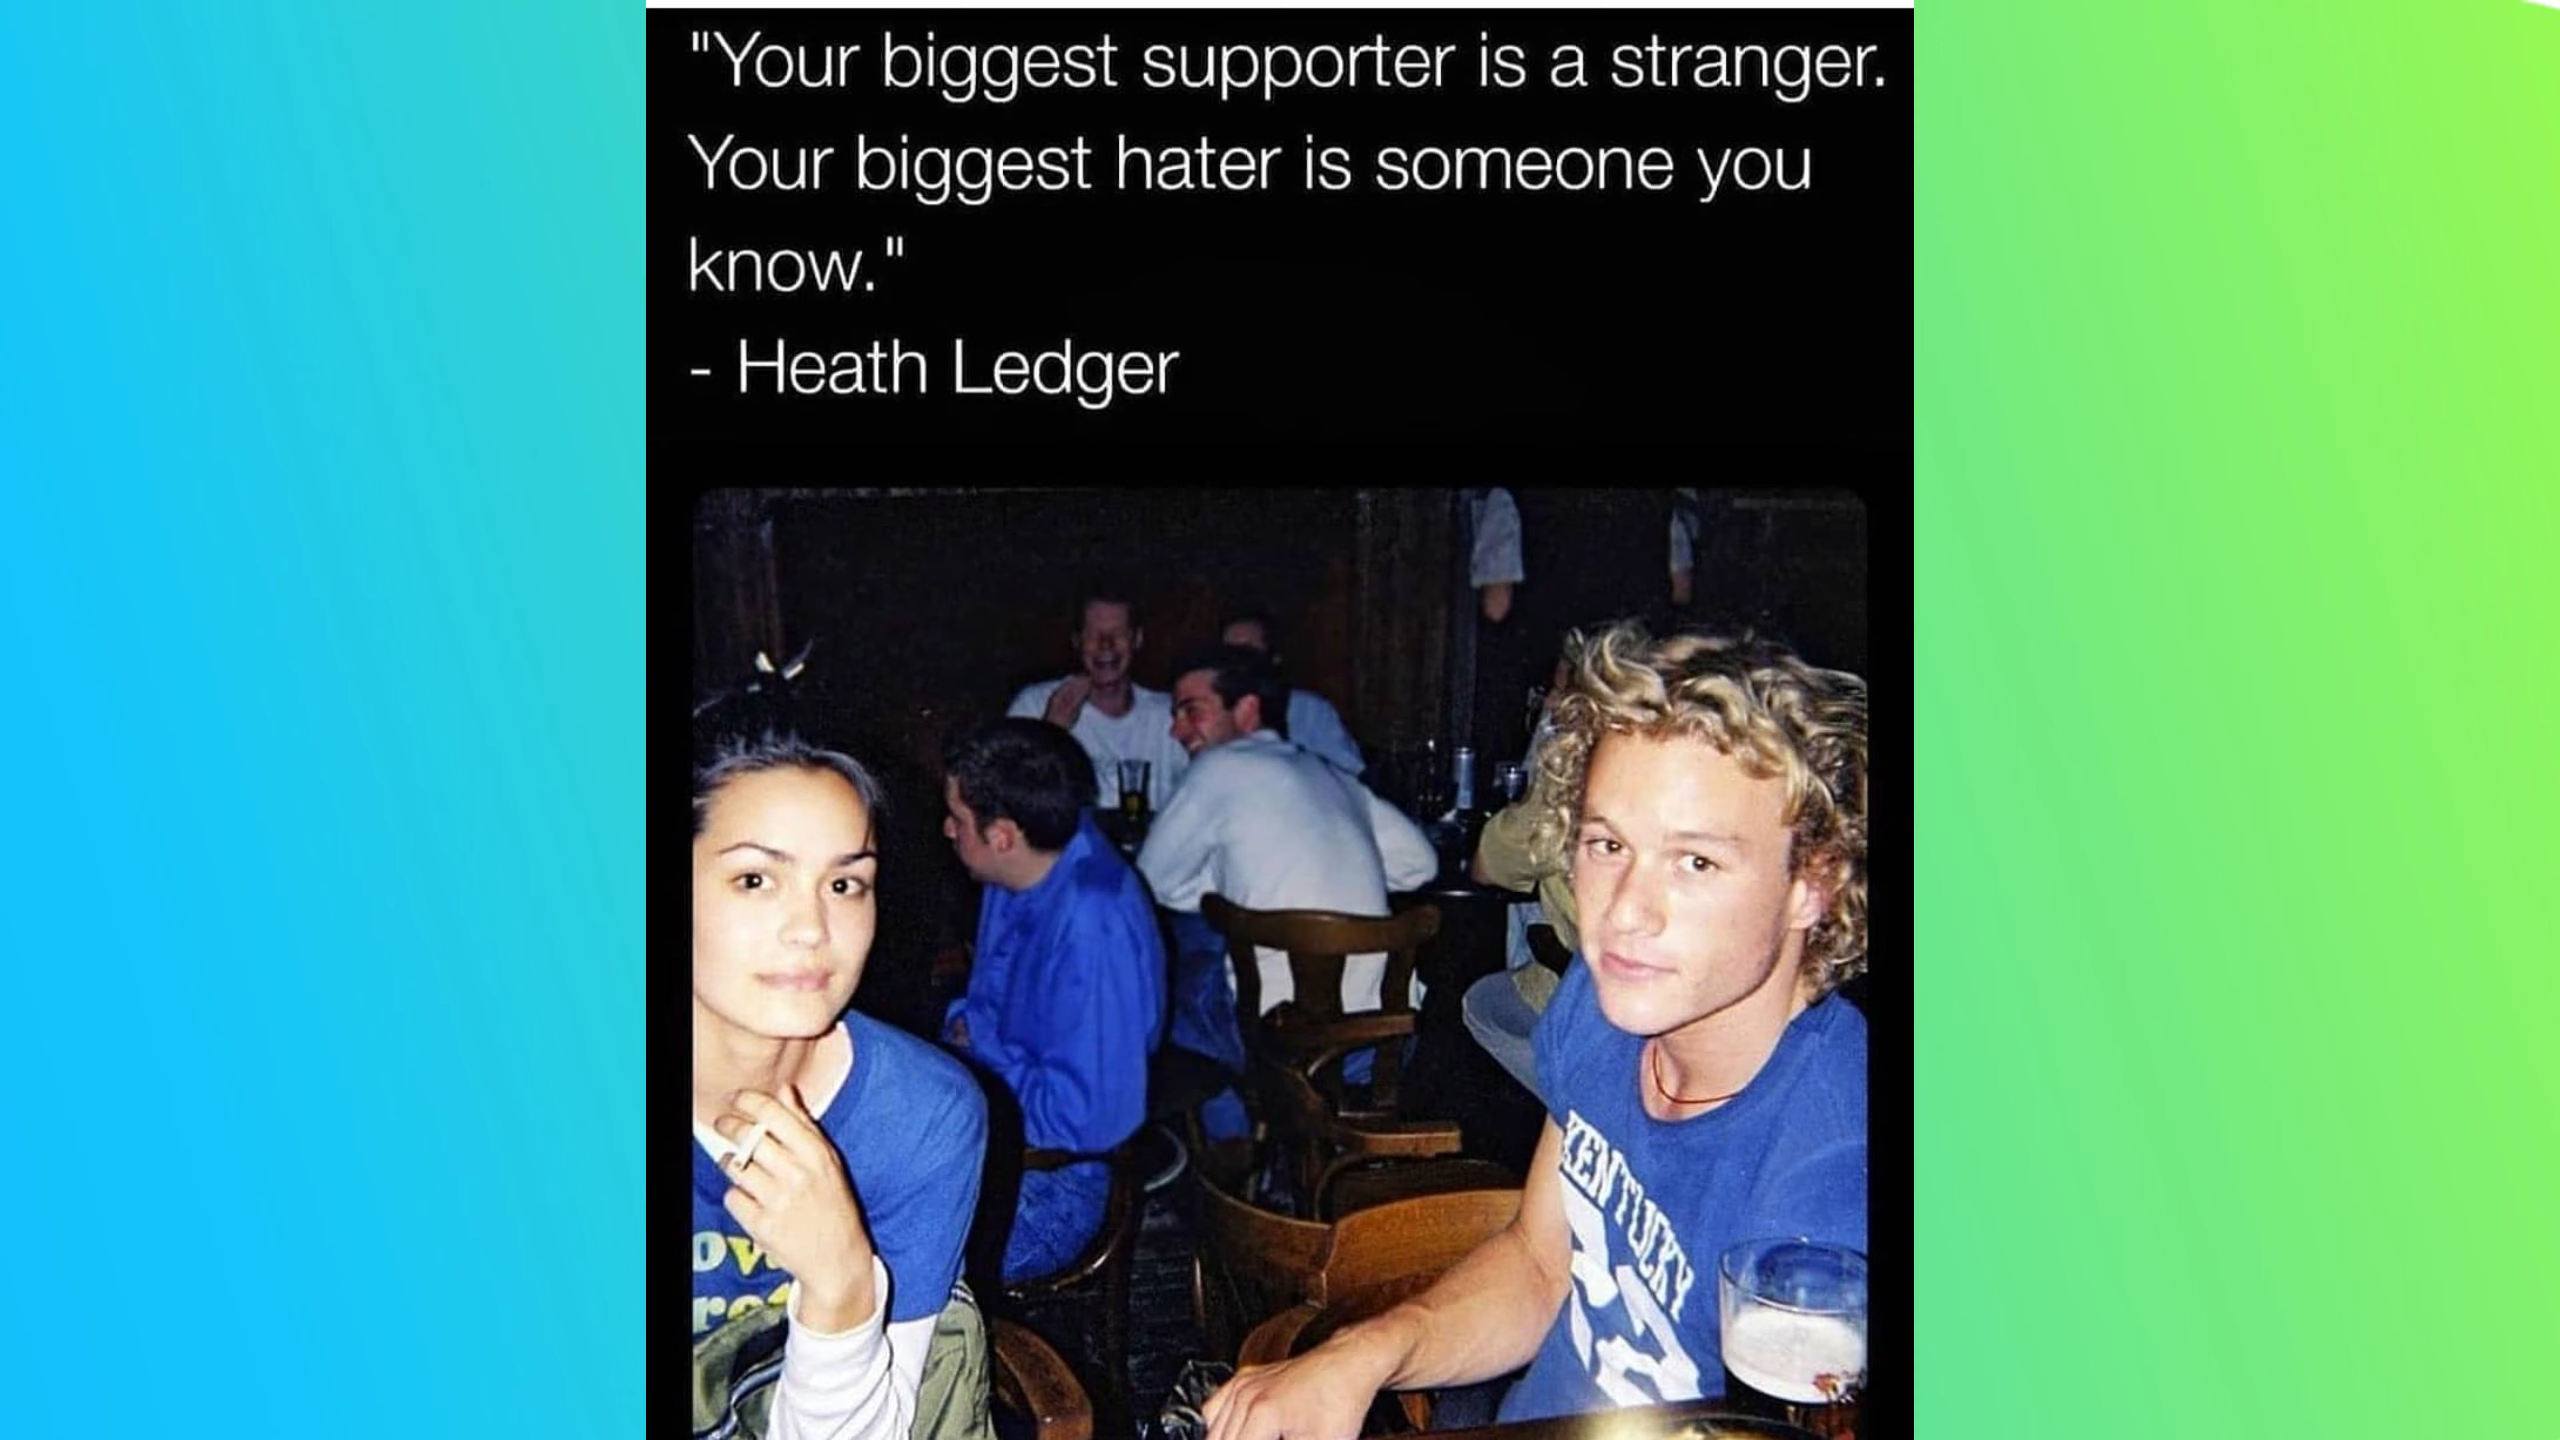 "Your biggest supporter is a stranger.
Your biggest hater is someone you
know."
- Heath Ledger
KENTUCKY